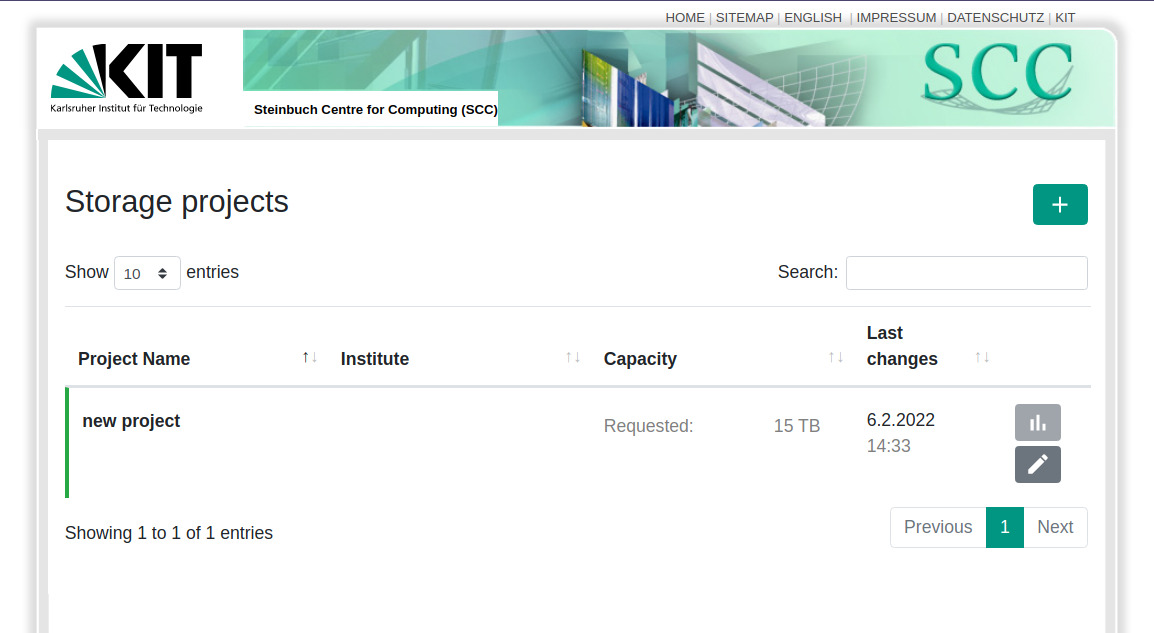 HOME | SITEMAP | ENGLISH | IMPRESSUM | DATENSCHUTZ | KIT
KIT
Karlsruher Institut für Technologie
Steinbuch Centre for Computing (SCC)
SCC
Storage projects
+
Show 10 entries
Search:
Project Name ↑↓ Institute ↑↓ Capacity ↑↓ Last changes ↑↓
new project Requested: 15 TB 6.2.2022
14:33
Showing 1 to 1 of 1 entries
Previous 1 Next